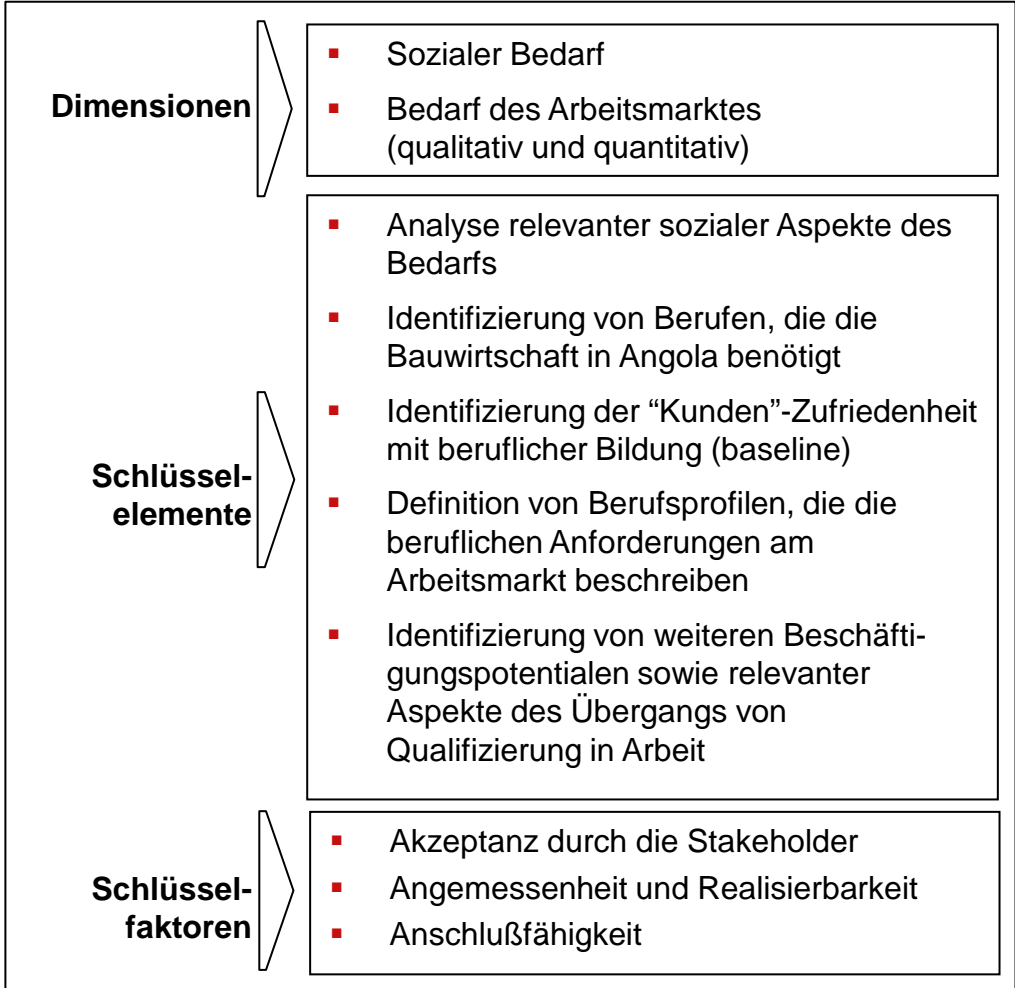 Dimensionen
▪ Sozialer Bedarf
▪ Bedarf des Arbeitsmarktes
(qualitativ und quantitativ)
Schlüssel-
elemente
▪ Analyse relevanter sozialer Aspekte des
Bedarfs
▪ Identifizierung von Berufen, die die
Bauwirtschaft in Angola benötigt
▪ Identifizierung der “Kunden”-Zufriedenheit
mit beruflicher Bildung (baseline)
▪ Definition von Berufsprofilen, die die
beruflichen Anforderungen am
Arbeitsmarkt beschreiben
▪ Identifizierung von weiteren Beschäfti-
gungspotentialen sowie relevanter
Aspekte des Übergangs von
Qualifizierung in Arbeit
Schlüssel-
faktoren
▪ Akzeptanz durch die Stakeholder
▪ Angemessenheit und Realisierbarkeit
▪ Anschlußfähigkeit